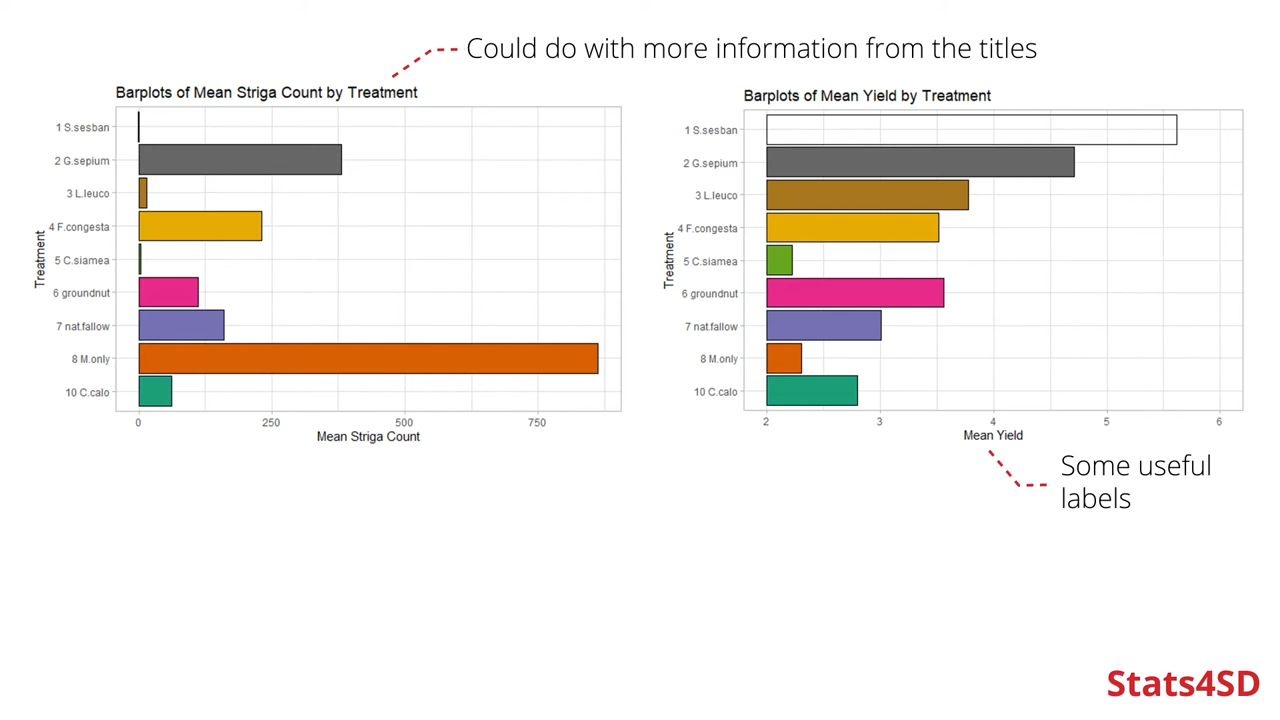 Could do with more information from the titles
Barplots of Mean Striga Count by Treatment
Treatment
1 S.sesban
2 G.sepium
3 L.leuco
4 F.congesta
5 C.siamea
6 groundnut
7 nat.fallow
8 M.only
10 C.calo
0 250 500 750
Mean Striga Count
Barplots of Mean Yield by Treatment
Treatment
1 S.sesban
2 G.sepium
3 L.leuco
4 F.congesta
5 C.siamea
6 groundnut
7 nat.fallow
8 M.only
10 C.calo
2 3 4 5 6
Mean Yield
Some useful
labels
Stats4SD